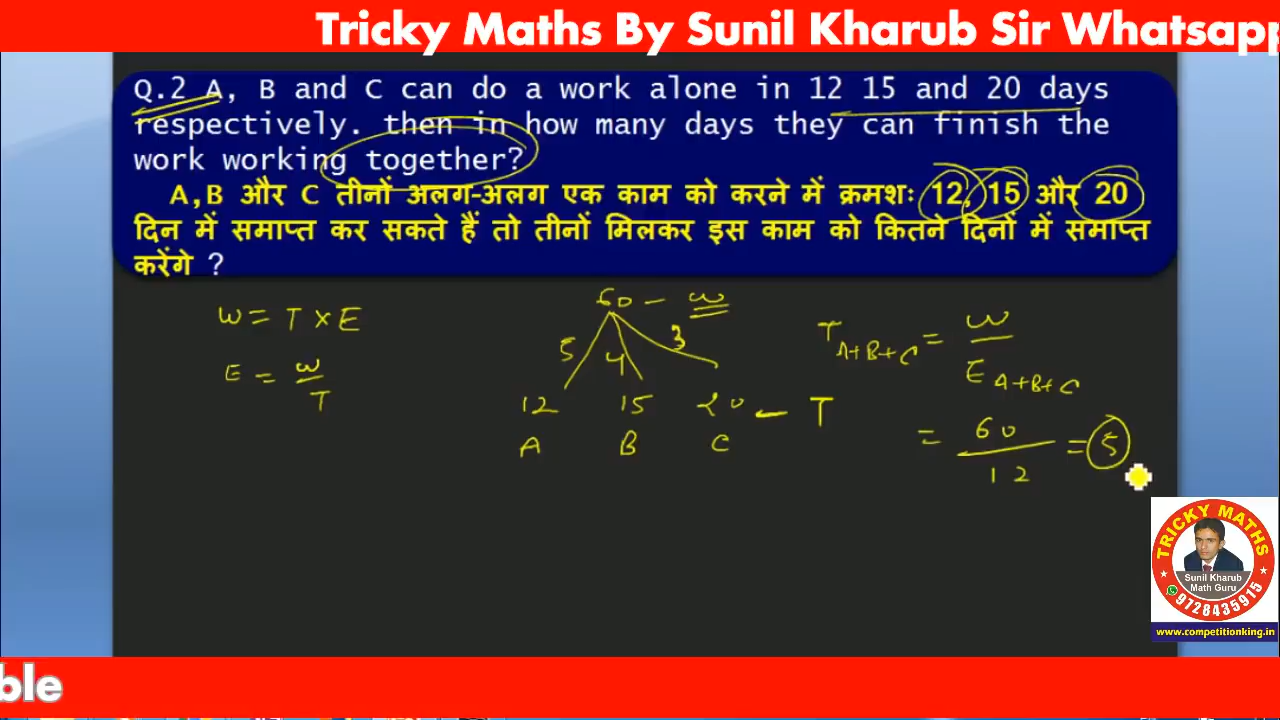 Tricky Maths By Sunil Kharub Sir Whatsapp
Q.2 A, B and C can do a work alone in 12 15 and 20 days
respectively. then in how many days they can finish the
work working together?
A,B और C तीनों अलग-अलग एक काम को करने में क्रमशः 12, 15 और 20
दिन में समाप्त कर सकते हैं तो तीनों मिलकर इस काम को कितने दिनों में समाप्त
करेंगे ?
W = T × E
E = W/T
60 – W
5 4 3
12 15 20 – T
A B C
T A+B+C = W / E A+B+C
= 60/12 = 5
TRICKY MATHS
Sunil Kharub
Math Guru
9728435915
www.competitionking.in
ble